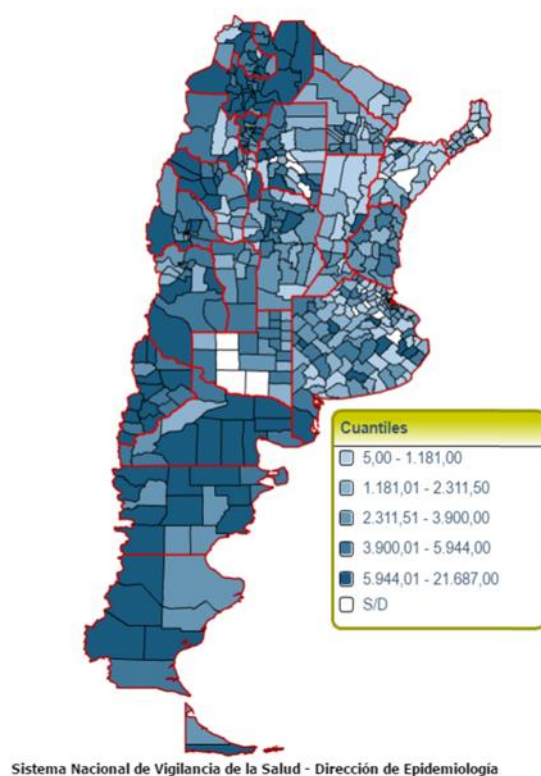 Cuantiles
5,00 - 1.181,00
1.181,01 - 2.311,50
2.311,51 - 3.900,00
3.900,01 - 5.944,00
5.944,01 - 21.687,00
S/D
Sistema Nacional de Vigilancia de la Salud - Dirección de Epidemiología